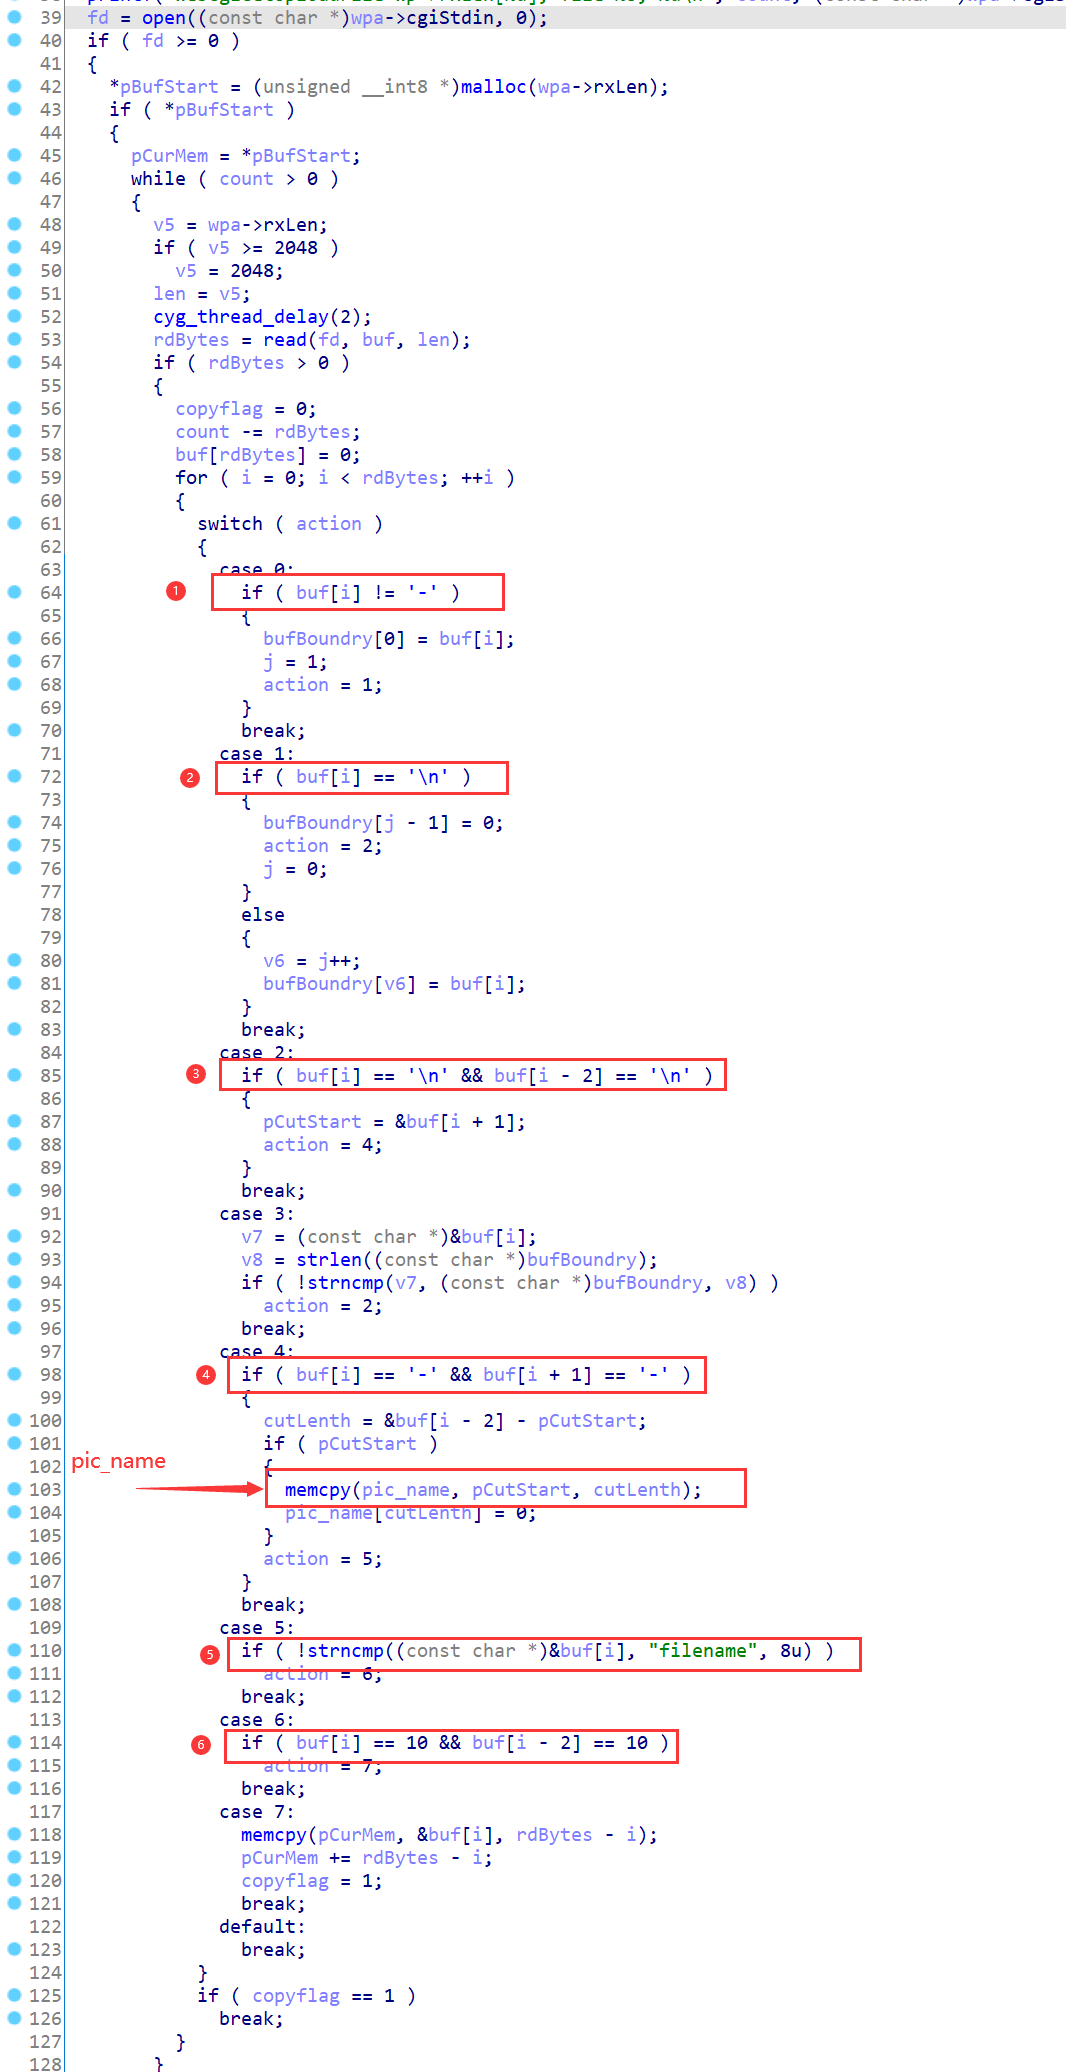 39 fd = open((const char *)wpa->cgiStdin, 0);
40 if ( fd >= 0 )
41 {
42 *pBufStart = (unsigned __int8 *)malloc(wpa->rxLen);
43 if ( *pBufStart )
44 {
45 pCurMem = *pBufStart;
46 while ( count > 0 )
47 {
48 v5 = wpa->rxLen;
49 if ( v5 >= 2048 )
50 v5 = 2048;
51 len = v5;
52 cyg_thread_delay(2);
53 rdBytes = read(fd, buf, len);
54 if ( rdBytes > 0 )
55 {
56 copyflag = 0;
57 count -= rdBytes;
58 buf[rdBytes] = 0;
59 for ( i = 0; i < rdBytes; ++i )
60 {
61 switch ( action )
62 {
63 case 0:
1 64 if ( buf[i] != '-' )
65 {
66 bufBoundry[0] = buf[i];
67 j = 1;
68 action = 1;
69 }
70 break;
71 case 1:
2 72 if ( buf[i] == '\n' )
73 {
74 bufBoundry[j - 1] = 0;
75 action = 2;
76 j = 0;
77 }
78 else
79 {
80 v6 = j++;
81 bufBoundry[v6] = buf[i];
82 }
83 break;
84 case 2:
3 85 if ( buf[i] == '\n' && buf[i - 2] == '\n' )
86 {
87 pCutStart = &buf[i + 1];
88 action = 4;
89 }
90 break;
91 case 3:
92 v7 = (const char *)&buf[i];
93 v8 = strlen((const char *)bufBoundry);
94 if ( !strncmp(v7, (const char *)bufBoundry, v8) )
95 action = 2;
96 break;
97 case 4:
4 98 if ( buf[i] == '-' && buf[i + 1] == '-' )
99 {
100 cutLenth = &buf[i - 2] - pCutStart;
101 if ( pCutStart )
102 pic_name {
103 memcpy(pic_name, pCutStart, cutLenth);
104 pic_name[cutLenth] = 0;
105 }
106 action = 5;
107 }
108 break;
109 case 5:
5 110 if ( !strncmp((const char *)&buf[i], "filename", 8u) )
111 action = 6;
112 break;
113 case 6:
6 114 if ( buf[i] == 10 && buf[i - 2] == 10 )
115 action = 7;
116 break;
117 case 7:
118 memcpy(pCurMem, &buf[i], rdBytes - i);
119 pCurMem += rdBytes - i;
120 copyflag = 1;
121 break;
122 default:
123 break;
124 }
125 if ( copyflag == 1 )
126 break;
127 }
128 }